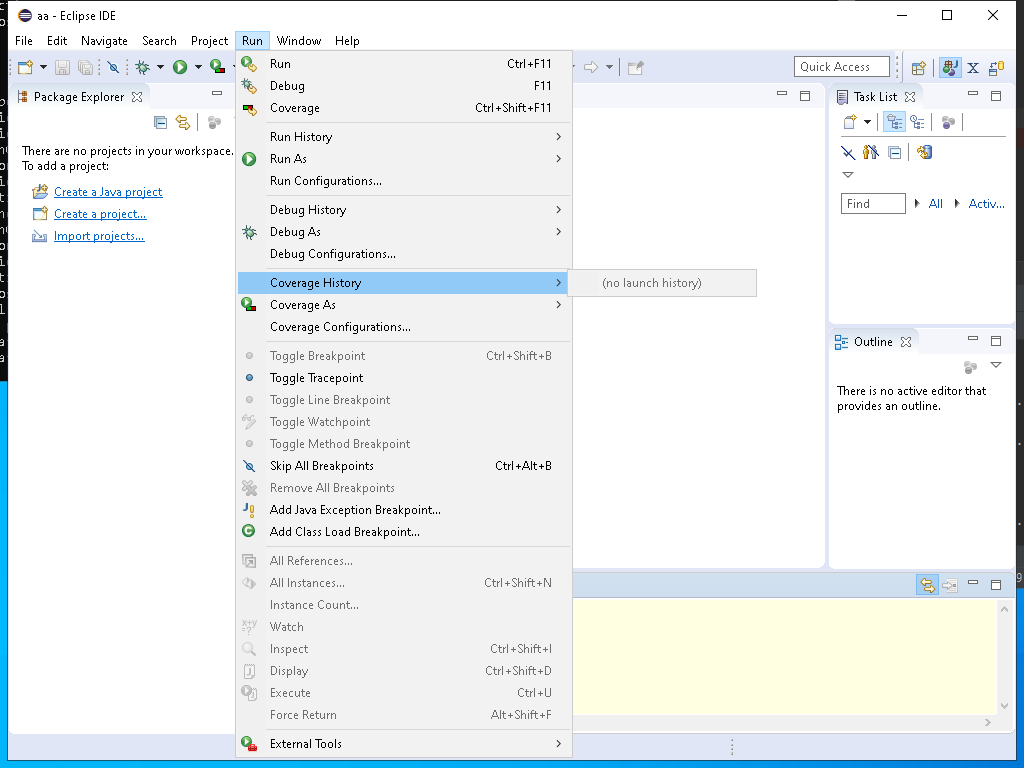 aa - Eclipse IDE
File Edit Navigate Search Project Run Window Help
Quick Access
Package Explorer
There are no projects in your workspace.
To add a project:
Create a Java project
Create a project...
Import projects...
Run Ctrl+F11
Debug F11
Coverage Ctrl+Shift+F11
Run History
Run As
Run Configurations...
Debug History
Debug As
Debug Configurations...
Coverage History
(no launch history)
Coverage As
Coverage Configurations...
Toggle Breakpoint Ctrl+Shift+B
Toggle Tracepoint
Toggle Line Breakpoint
Toggle Watchpoint
Toggle Method Breakpoint
Skip All Breakpoints Ctrl+Alt+B
Remove All Breakpoints
Add Java Exception Breakpoint...
Add Class Load Breakpoint...
All References...
All Instances... Ctrl+Shift+N
Instance Count...
Watch
Inspect Ctrl+Shift+I
Display Ctrl+Shift+D
Execute Ctrl+U
Force Return Alt+Shift+F
External Tools
Task List
Find All Activ...
Outline
There is no active editor that
provides an outline.